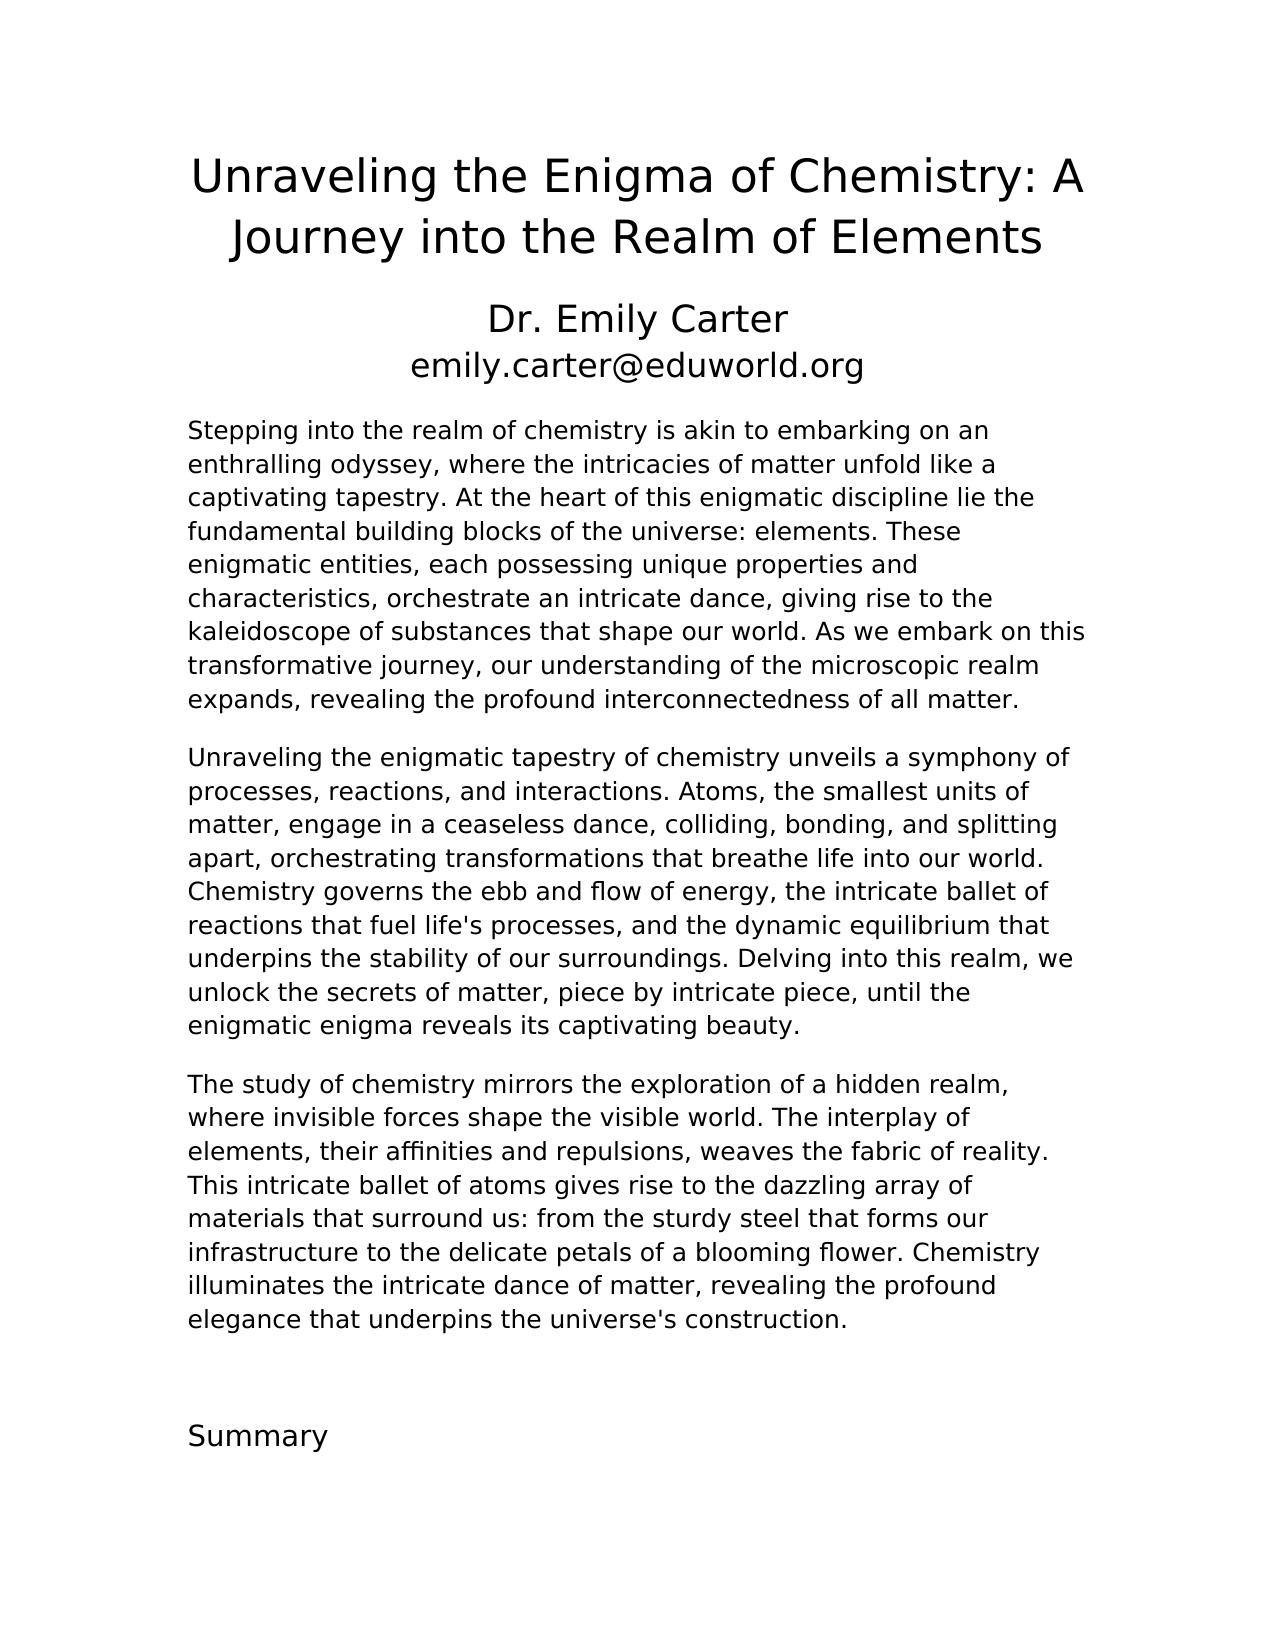 Unraveling the Enigma of Chemistry: A
Journey into the Realm of Elements
Dr. Emily Carter
emily.carter@eduworld.org
Stepping into the realm of chemistry is akin to embarking on an
enthralling odyssey, where the intricacies of matter unfold like a
captivating tapestry. At the heart of this enigmatic discipline lie the
fundamental building blocks of the universe: elements. These
enigmatic entities, each possessing unique properties and
characteristics, orchestrate an intricate dance, giving rise to the
kaleidoscope of substances that shape our world. As we embark on this
transformative journey, our understanding of the microscopic realm
expands, revealing the profound interconnectedness of all matter.
Unraveling the enigmatic tapestry of chemistry unveils a symphony of
processes, reactions, and interactions. Atoms, the smallest units of
matter, engage in a ceaseless dance, colliding, bonding, and splitting
apart, orchestrating transformations that breathe life into our world.
Chemistry governs the ebb and flow of energy, the intricate ballet of
reactions that fuel life's processes, and the dynamic equilibrium that
underpins the stability of our surroundings. Delving into this realm, we
unlock the secrets of matter, piece by intricate piece, until the
enigmatic enigma reveals its captivating beauty.
The study of chemistry mirrors the exploration of a hidden realm,
where invisible forces shape the visible world. The interplay of
elements, their affinities and repulsions, weaves the fabric of reality.
This intricate ballet of atoms gives rise to the dazzling array of
materials that surround us: from the sturdy steel that forms our
infrastructure to the delicate petals of a blooming flower. Chemistry
illuminates the intricate dance of matter, revealing the profound
elegance that underpins the universe's construction.
Summary